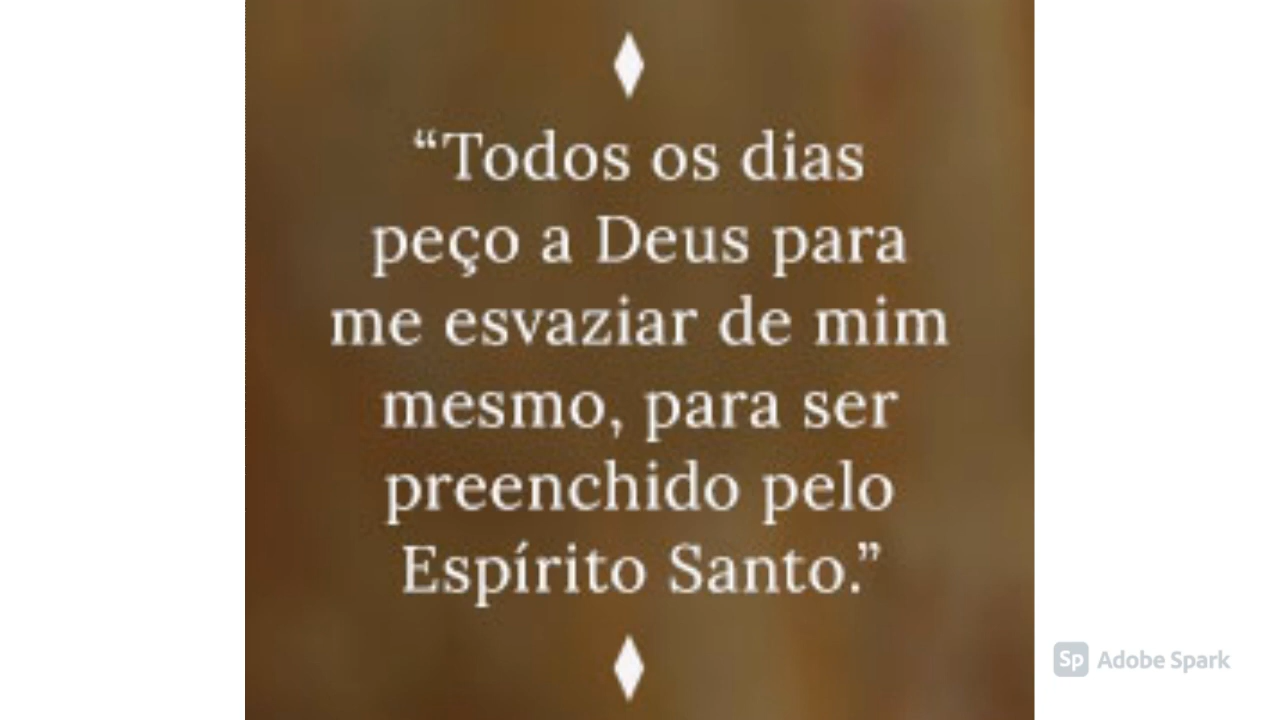 “Todos os dias
peço a Deus para
me esvaziar de mim
mesmo, para ser
preenchido pelo
Espírito Santo.”
Sp Adobe Spark